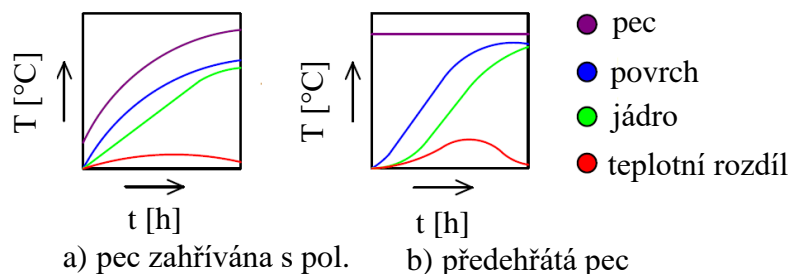 T [°C]
t [h]
a) pec zahřívána s pol.
T [°C]
t [h]
b) předehřátá pec
pec
povrch
jádro
teplotní rozdíl